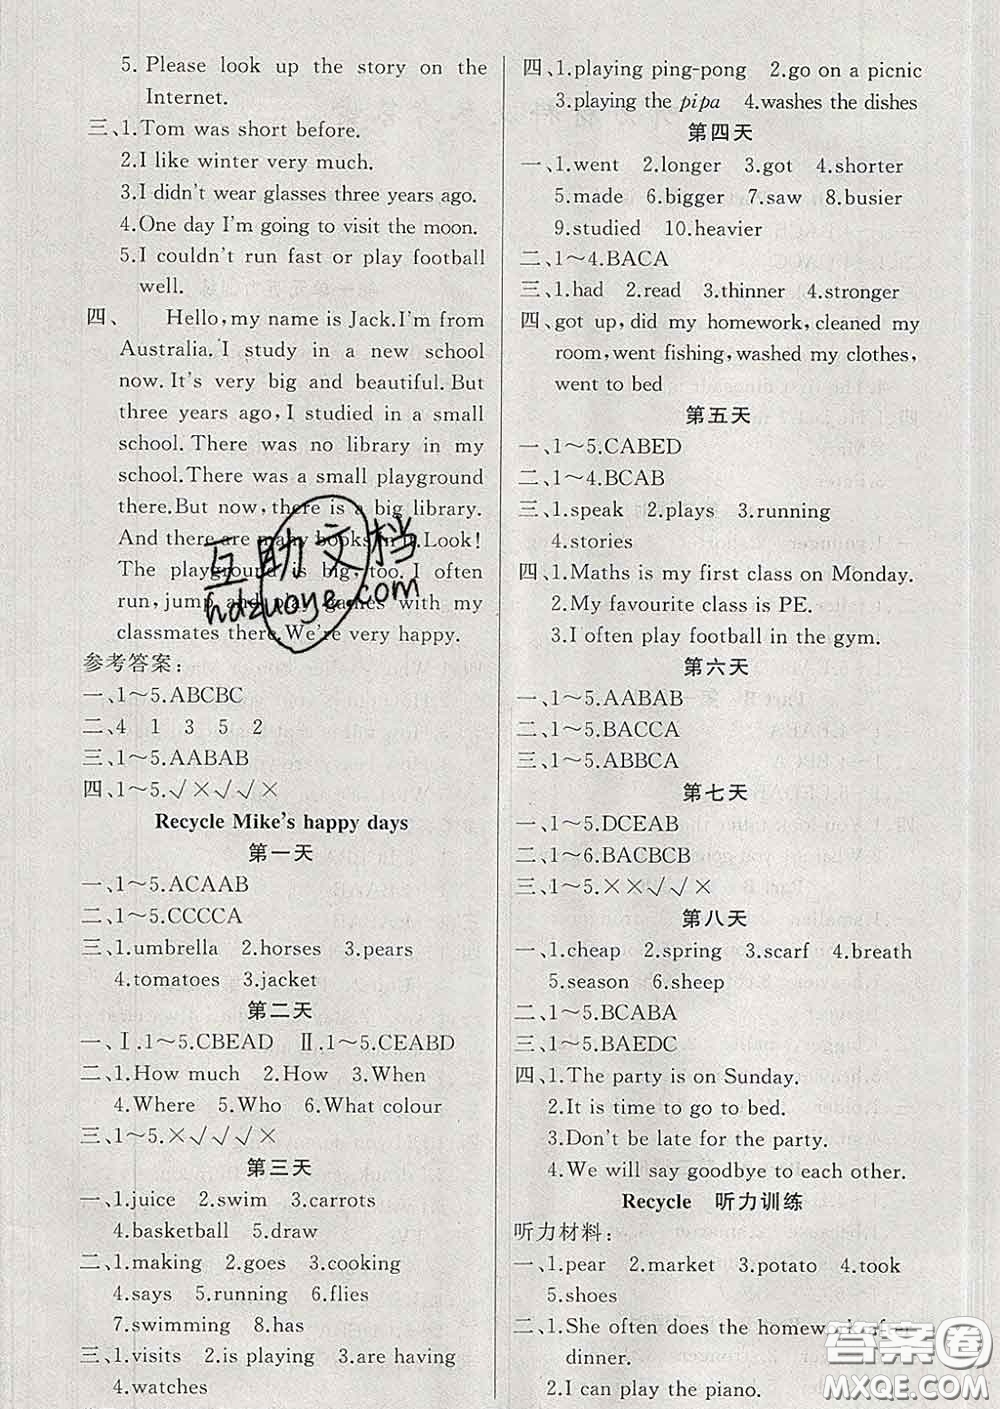 5. Please look up the story on the
Internet.
三、1.Tom was short before.
2.I like winter very much.
3.I didn't wear glasses three years ago.
4.One day I'm going to visit the moon.
5.I couldn't run fast or play football
well.
四、 Hello, my name is Jack.I'm from
Australia. I study in a new school
now. It's very big and beautiful. But
three years ago, I studied in a small
school. There was no library in my
school.There was a small playground
there.But now, there is a big library.
And there are many books in it.Look!
The playground is big, too. I often
run, jump and play games with my
classmates there.We're very happy.
参考答案:
一、1～5.ABCBC
二、4 1 3 5 2
三、1～5.AABAB
四、1～5.√×√√×
Recycle Mike's happy days
第一天
一、1～5.ACAAB
二、1～5.CCCCA
三、1.umbrella 2.horses 3.pears
4.tomatoes 3.jacket
第二天
一、Ⅰ.1～5.CBEAD Ⅱ.1～5.CEABD
二、1.How much 2.How 3.When
4.Where 5.Who 6.What colour
三、1～5.×√√√×
第三天
一、1.juice 2.swim 3.carrots
4.basketball 5.draw
二、1.making 2.goes 3.cooking
4.says 5.running 6.flies
7.swimming 8.has
三、1.visits 2.is playing 3.are having
4.watches
四、1.playing ping-pong 2.go on a picnic
3.playing the pipa 4.washes the dishes
第四天
一、1.went 2.longer 3.got 4.shorter
5.made 6.bigger 7.saw 8.busier
9.studied 10.heavier
二、1～4.BACA
三、1.had 2.read 3.thinner 4.stronger
四、got up, did my homework, cleaned my
room, went fishing, washed my clothes,
went to bed
第五天
一、1～5.CABED
二、1～4.BCAB
三、1.speak 2.plays 3.running
4.stories
四、1.Maths is my first class on Monday.
2.My favourite class is PE.
3.I often play football in the gym.
第六天
一、1～5.AABAB
二、1～5.BACCA
三、1～5.ABBCA
第七天
一、1～5.DCEAB
二、1～6.BACBCB
三、1～5.××√√×
第八天
一、1.cheap 2.spring 3.scarf 4.breath
5.season 6.sheep
二、1～5.BCABA
三、1～5.BAEDC
四、1.The party is on Sunday.
2.It is time to go to bed.
3.Don't be late for the party.
4.We will say goodbye to each other.
Recycle 听力训练
听力材料:
一、1.pear 2.market 3.potato 4.took
5.shoes
二、1.She often does the homework after
dinner.
2.I can play the piano.
互助文档
hdzuoye.com
答案圈
MXQE.COM